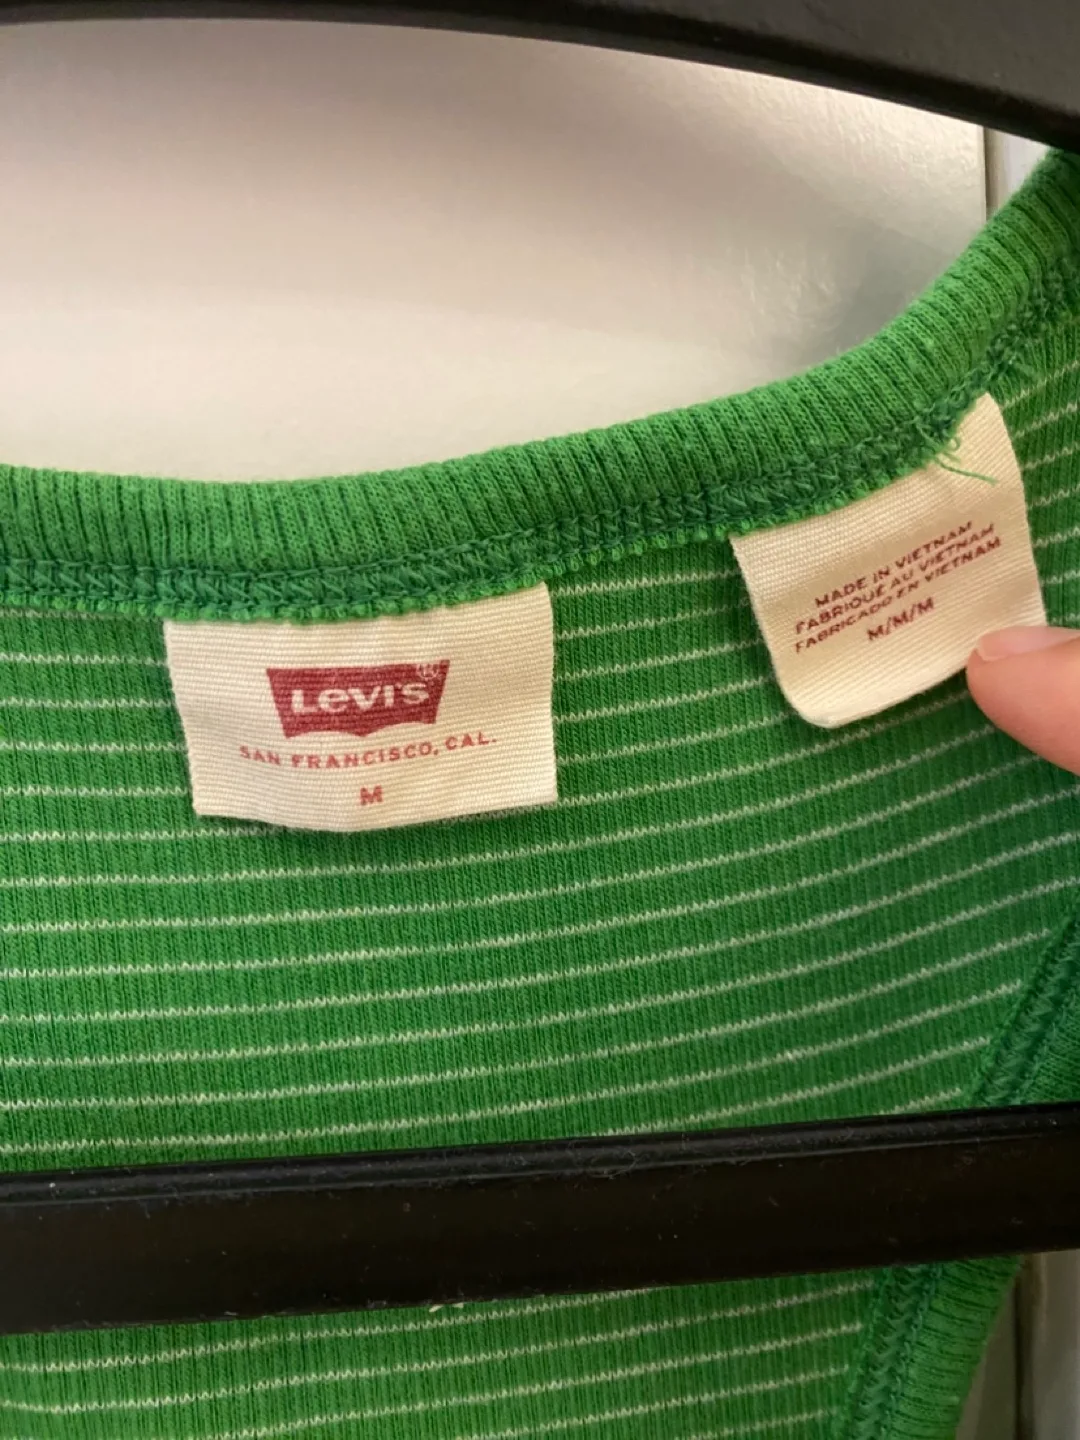 Levi's®
SAN FRANCISCO, CAL.
M
MADE IN VIETNAM
FABRIQUÉ AU VIETNAM
FABRICADO EN VIETNAM
M/M/M